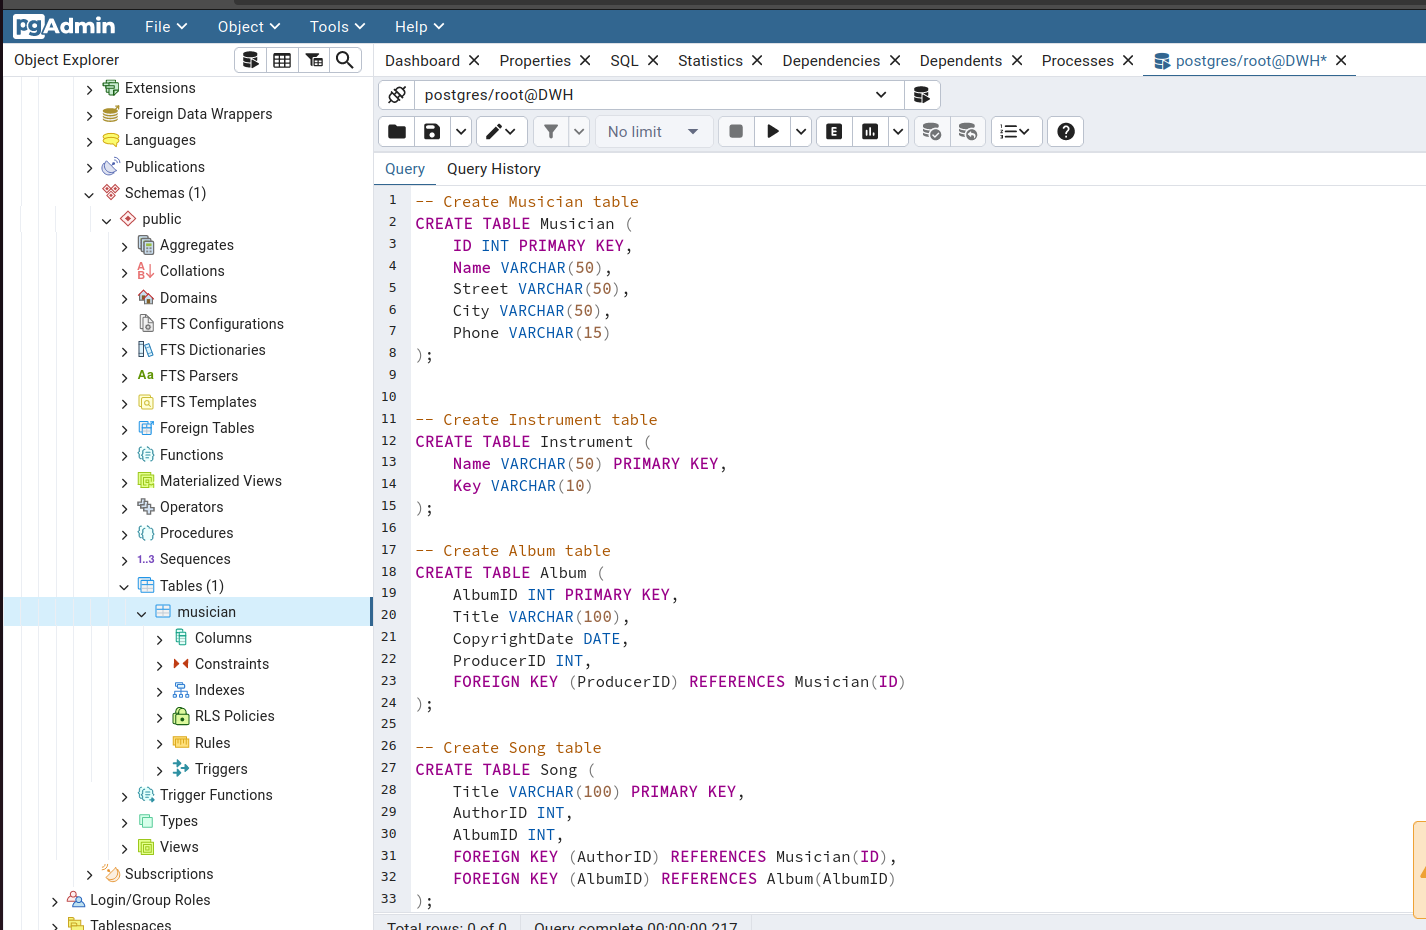 pgAdmin File Object Tools Help
Object Explorer
Dashboard Properties SQL Statistics Dependencies Dependents Processes postgres/root@DWH*
Extensions
Foreign Data Wrappers
Languages
Publications
Schemas (1)
public
Aggregates
Collations
Domains
FTS Configurations
FTS Dictionaries
Aa FTS Parsers
FTS Templates
Foreign Tables
Functions
Materialized Views
Operators
Procedures
1..3 Sequences
Tables (1)
musician
Columns
Constraints
Indexes
RLS Policies
Rules
Triggers
Trigger Functions
Types
Views
Subscriptions
Login/Group Roles
Tablespaces
postgres/root@DWH
No limit E
Query Query History
1 -- Create Musician table
2 CREATE TABLE Musician (
3 ID INT PRIMARY KEY,
4 Name VARCHAR(50),
5 Street VARCHAR(50),
6 City VARCHAR(50),
7 Phone VARCHAR(15)
8 );
9
10
11 -- Create Instrument table
12 CREATE TABLE Instrument (
13 Name VARCHAR(50) PRIMARY KEY,
14 Key VARCHAR(10)
15 );
16
17 -- Create Album table
18 CREATE TABLE Album (
19 AlbumID INT PRIMARY KEY,
20 Title VARCHAR(100),
21 CopyrightDate DATE,
22 ProducerID INT,
23 FOREIGN KEY (ProducerID) REFERENCES Musician(ID)
24 );
25
26 -- Create Song table
27 CREATE TABLE Song (
28 Title VARCHAR(100) PRIMARY KEY,
29 AuthorID INT,
30 AlbumID INT,
31 FOREIGN KEY (AuthorID) REFERENCES Musician(ID),
32 FOREIGN KEY (AlbumID) REFERENCES Album(AlbumID)
33 );
Total rows: 0 of 0 Query complete 00:00:00.217